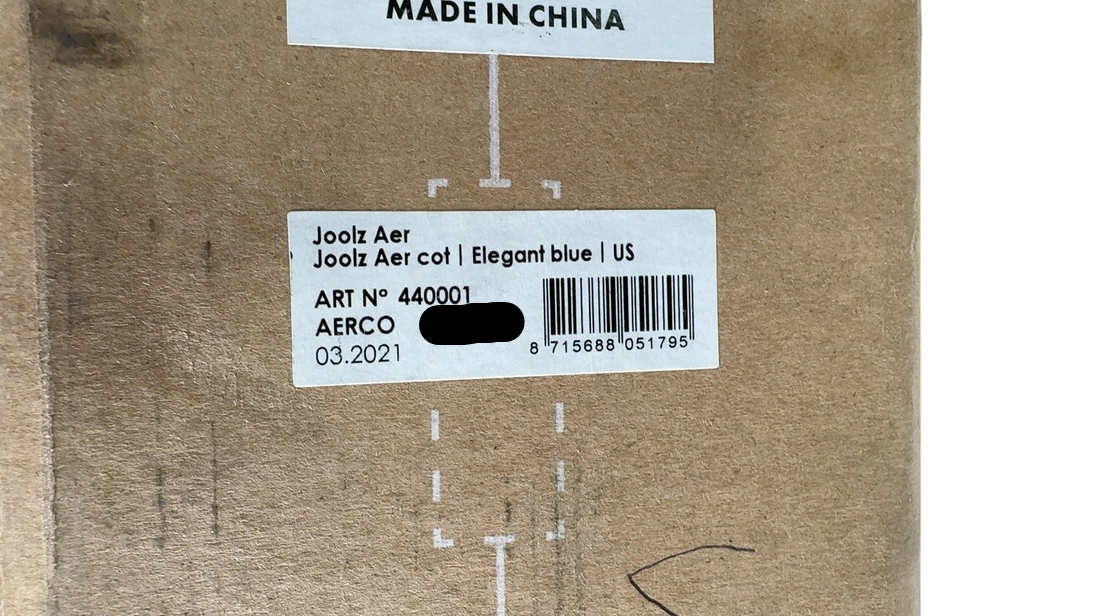 MADE IN CHINA
Joolz Aer
Joolz Aer cot | Elegant blue | US
ART Nº 440001
AERCO
03.2021
8 715688 051795